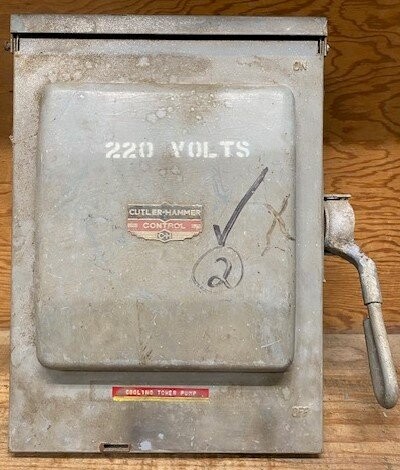 ON
220 VOLTS
CUTLER-HAMMER
CONTROL
C-H
2
COOLING TOWER PUMP
OFF